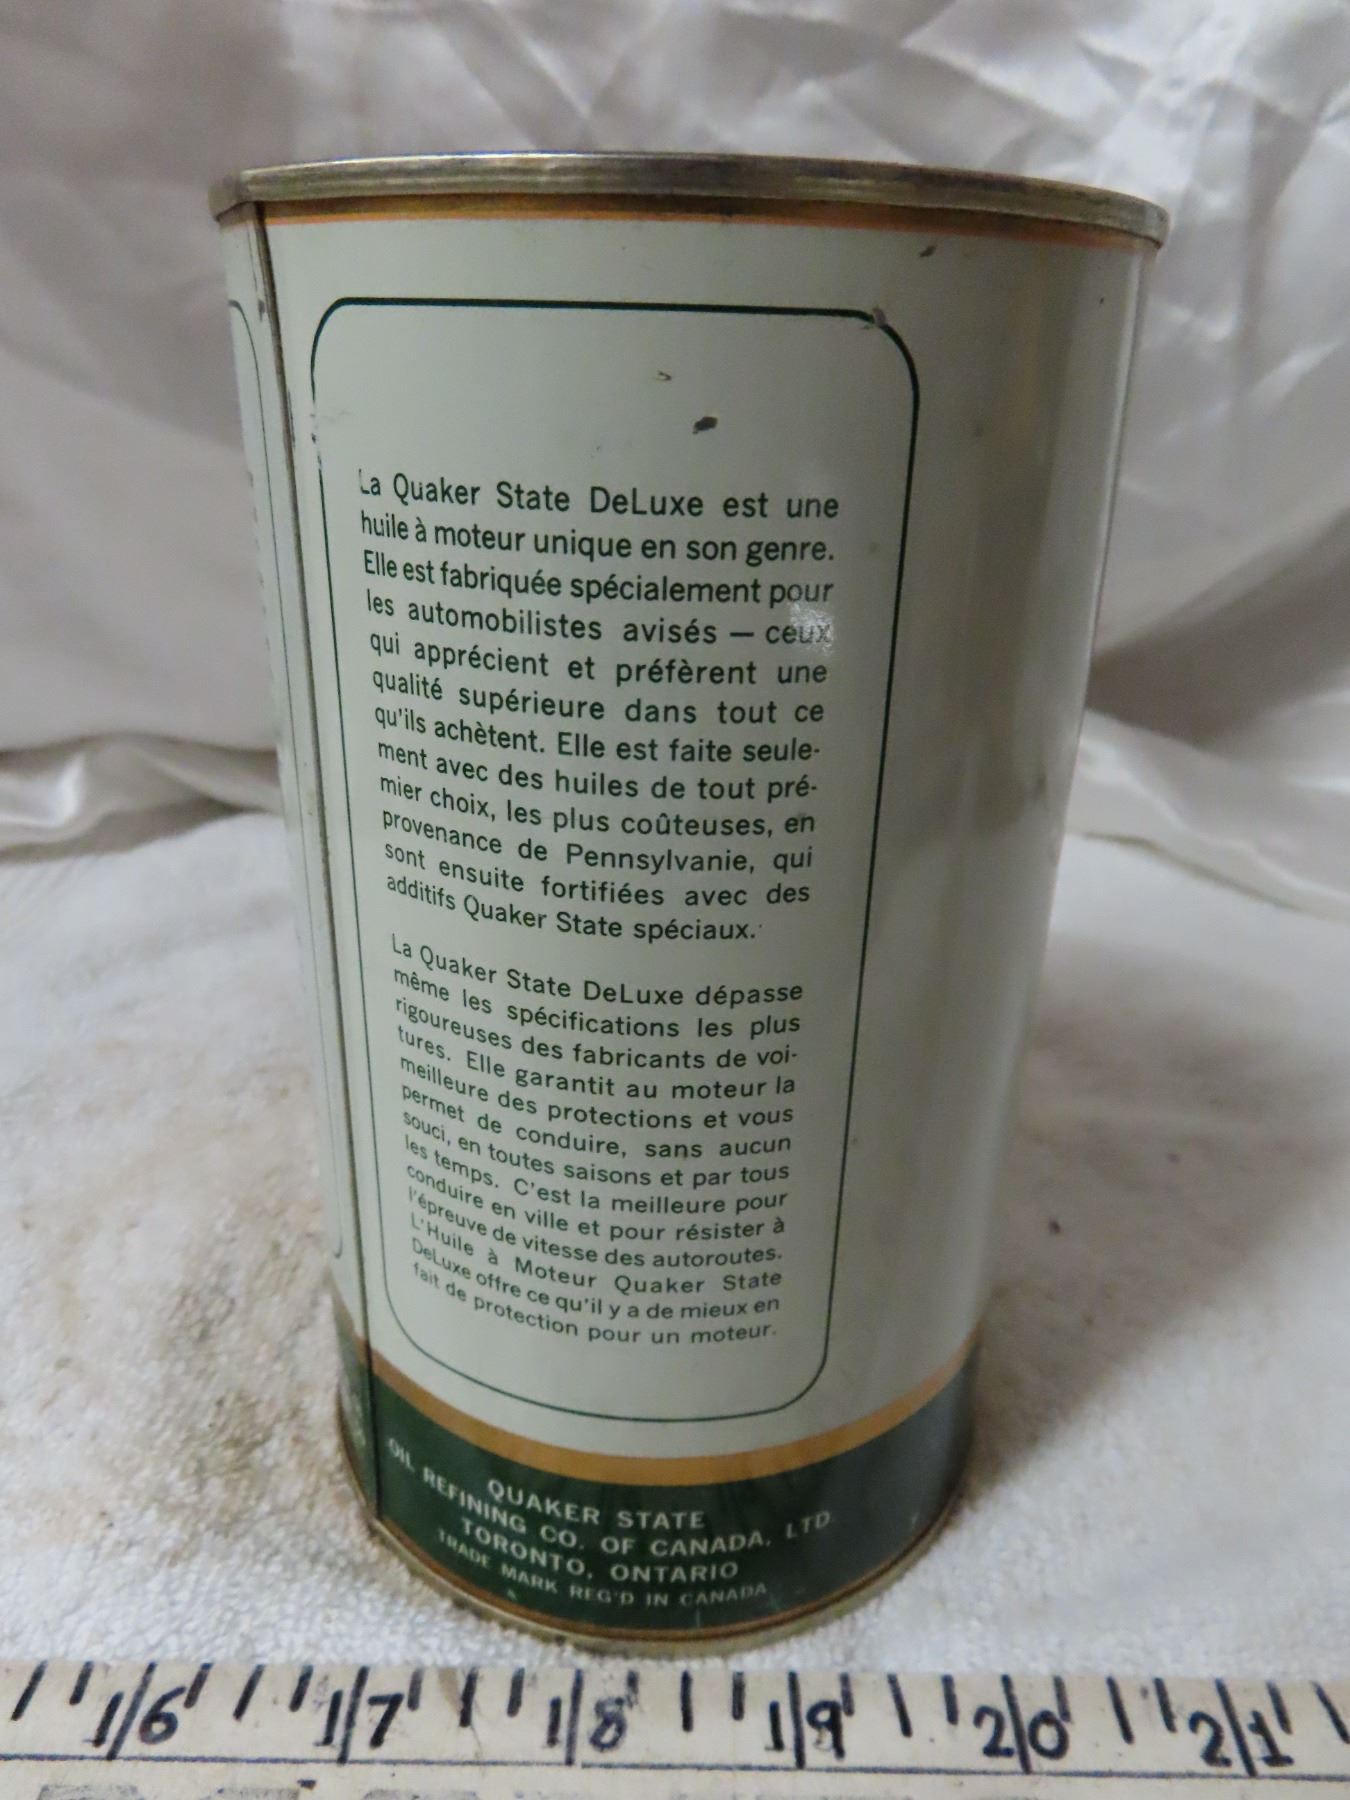 La Quaker State DeLuxe est une
huile à moteur unique en son genre.
Elle est fabriquée spécialement pour
les automobilistes avisés — ceux
qui apprécient et préfèrent une
qualité supérieure dans tout ce
qu'ils achètent. Elle est faite seule-
ment avec des huiles de tout pré-
mier choix, les plus coûteuses, en
provenance de Pennsylvanie, qui
sont ensuite fortifiées avec des
additifs Quaker State spéciaux.
La Quaker State DeLuxe dépasse
même les spécifications les plus
rigoureuses des fabricants de voi-
tures. Elle garantit au moteur la
meilleure des protections et vous
permet de conduire, sans aucun
souci, en toutes saisons et par tous
les temps. C'est la meilleure pour
conduire en ville et pour résister à
l'épreuve de vitesse des autoroutes.
L'Huile à Moteur Quaker State
DeLuxe offre ce qu'il y a de mieux en
fait de protection pour un moteur.
QUAKER STATE
OIL REFINING CO. OF CANADA, LTD
TORONTO, ONTARIO
TRADE MARK REG'D IN CANADA
16 17 18 19 20 21